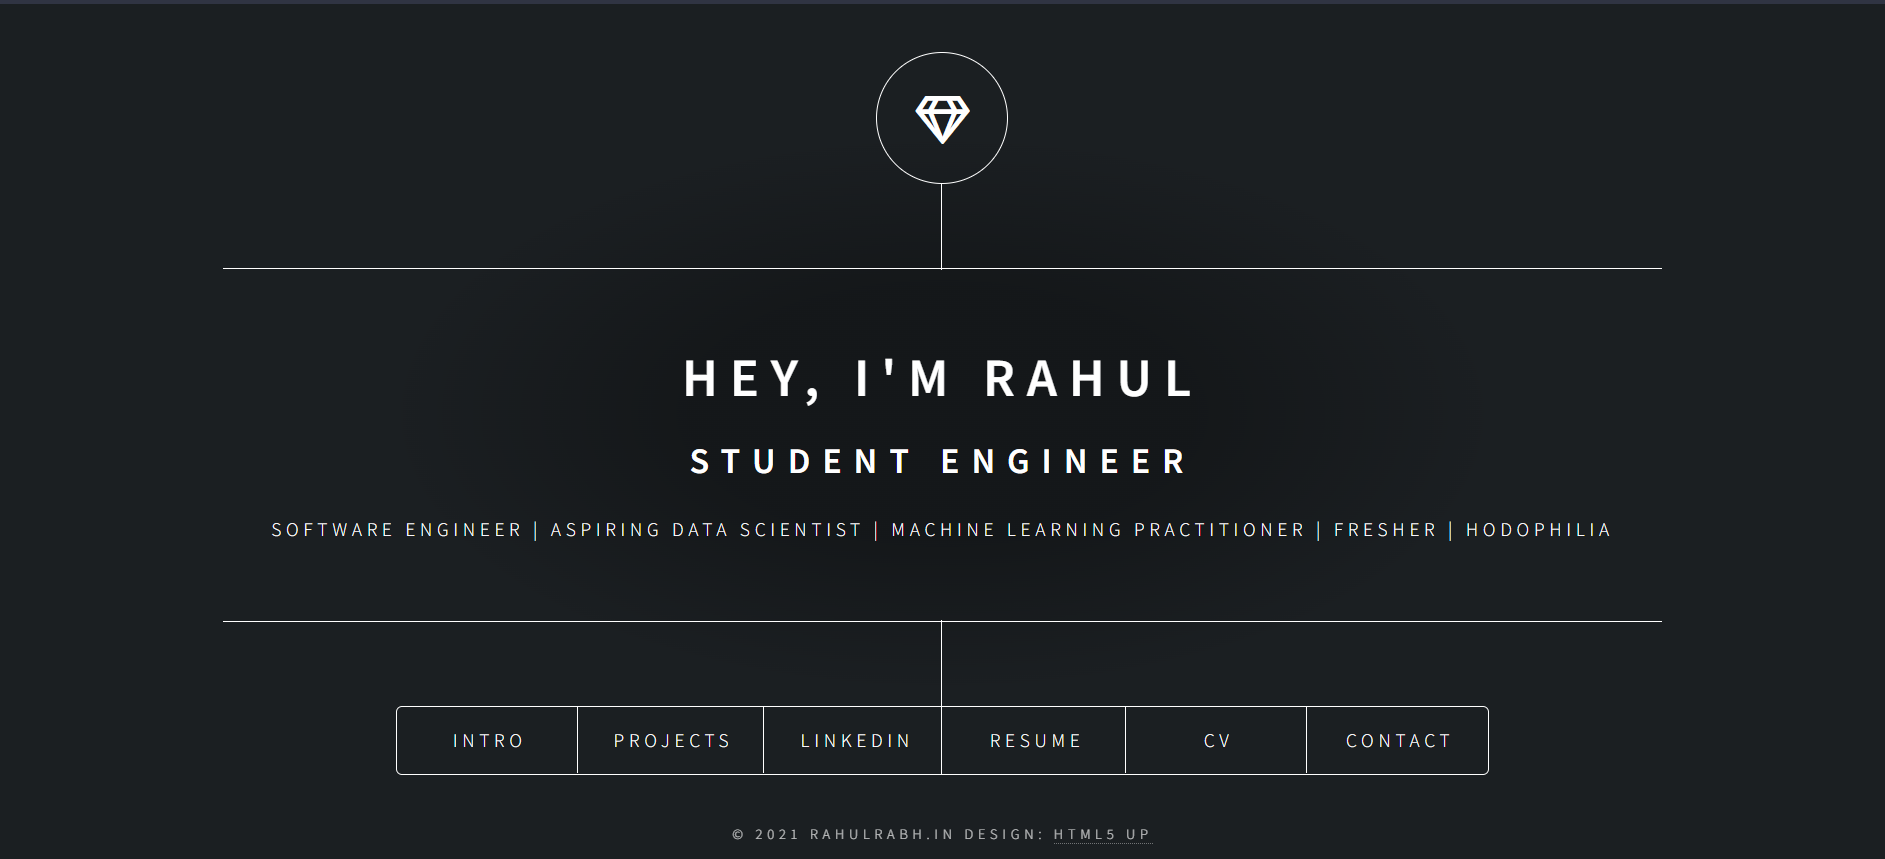 HEY, I'M RAHUL
STUDENT ENGINEER
SOFTWARE ENGINEER | ASPIRING DATA SCIENTIST | MACHINE LEARNING PRACTITIONER | FRESHER | HODOPHILIA
INTRO PROJECTS LINKEDIN RESUME CV CONTACT
© 2021 RAHULRABH.IN DESIGN: HTML5 UP